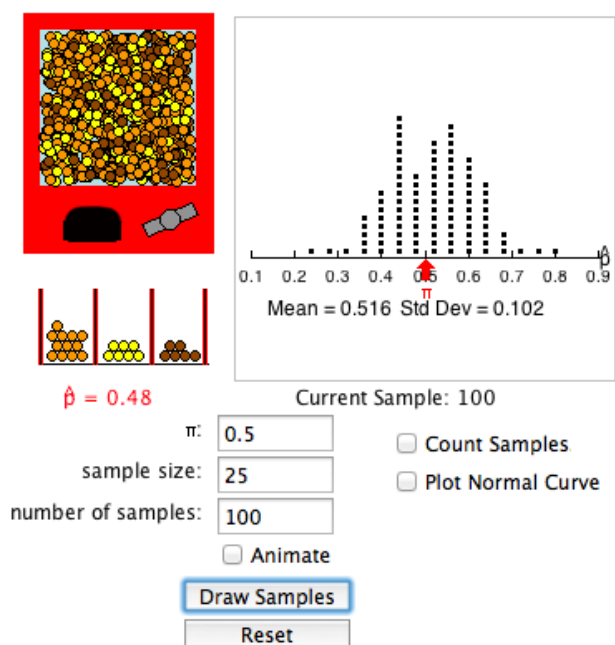 0.1 0.2 0.3 0.4 0.5 0.6 0.7 0.8 0.9
p̂
π
Mean = 0.516 Std Dev = 0.102
p̂ = 0.48
Current Sample: 100
π: 0.5
Count Samples
sample size: 25
Plot Normal Curve
number of samples: 100
Animate
Draw Samples
Reset